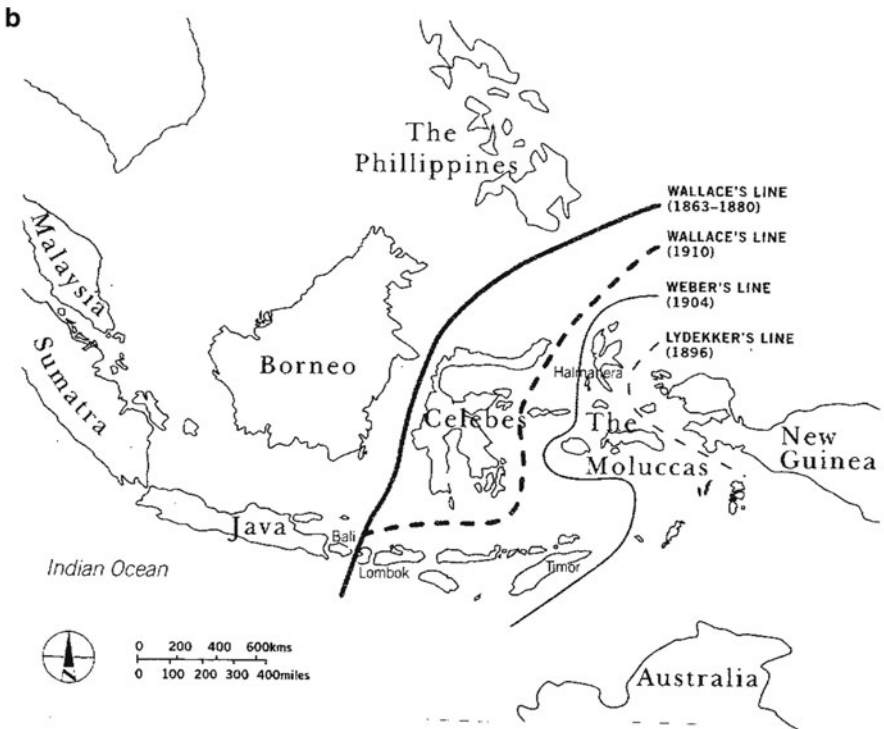 b
The
Phillippines
WALLACE'S LINE
(1863–1880)
WALLACE'S LINE
(1910)
WEBER'S LINE
(1904)
LYDEKKER'S LINE
(1896)
Malaysia
Sumatra
Borneo
Halmahera
Celebes
The
Moluccas
New
Guinea
Java
Bali
Lombok
Timor
Indian Ocean
N
0 200 400 600kms
0 100 200 300 400miles
Australia